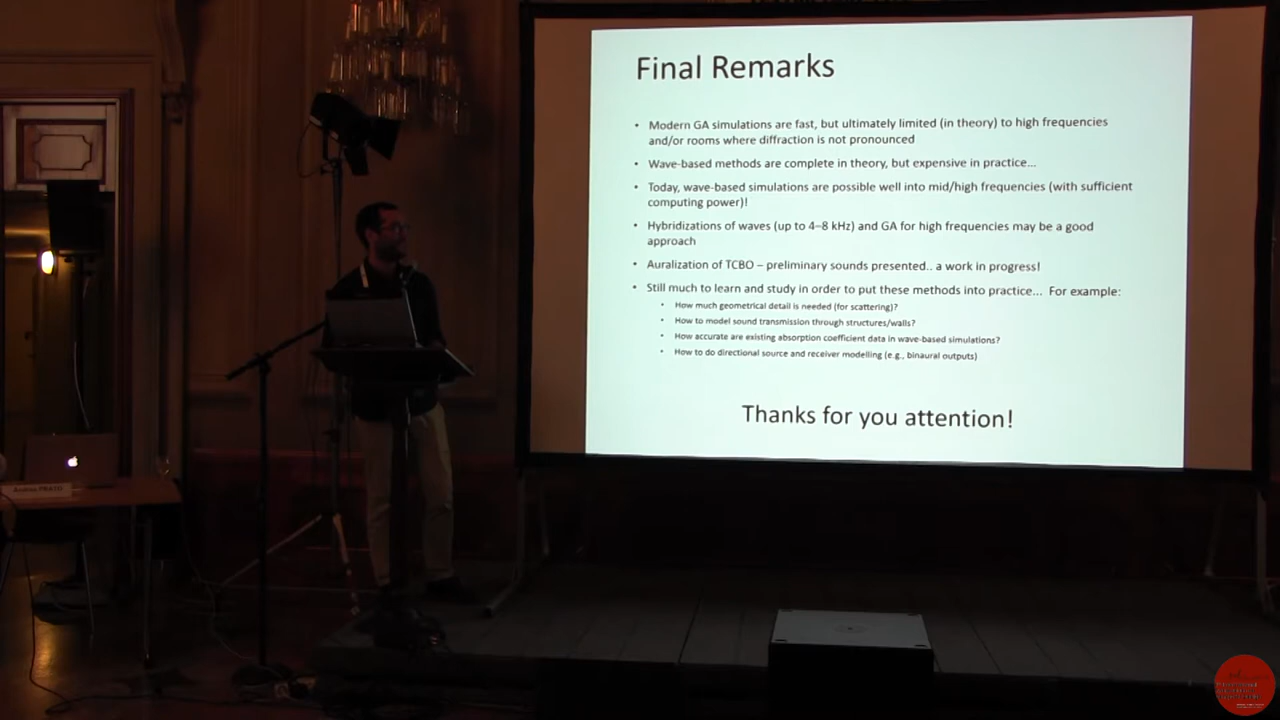 Final Remarks
• Modern GA simulations are fast, but ultimately limited (in theory) to high frequencies
and/or rooms where diffraction is not pronounced
• Wave-based methods are complete in theory, but expensive in practice...
• Today, wave-based simulations are possible well into mid/high frequencies (with sufficient
computing power)!
• Hybridizations of waves (up to 4–8 kHz) and GA for high frequencies may be a good
approach
• Auralization of TCBO – preliminary sounds presented.. a work in progress!
• Still much to learn and study in order to put these methods into practice... For example:
• How much geometrical detail is needed (for scattering)?
• How to model sound transmission through structures/walls?
• How accurate are existing absorption coefficient data in wave-based simulations?
• How to do directional source and receiver modelling (e.g., binaural outputs)
Thanks for you attention!
Andrea PRATO